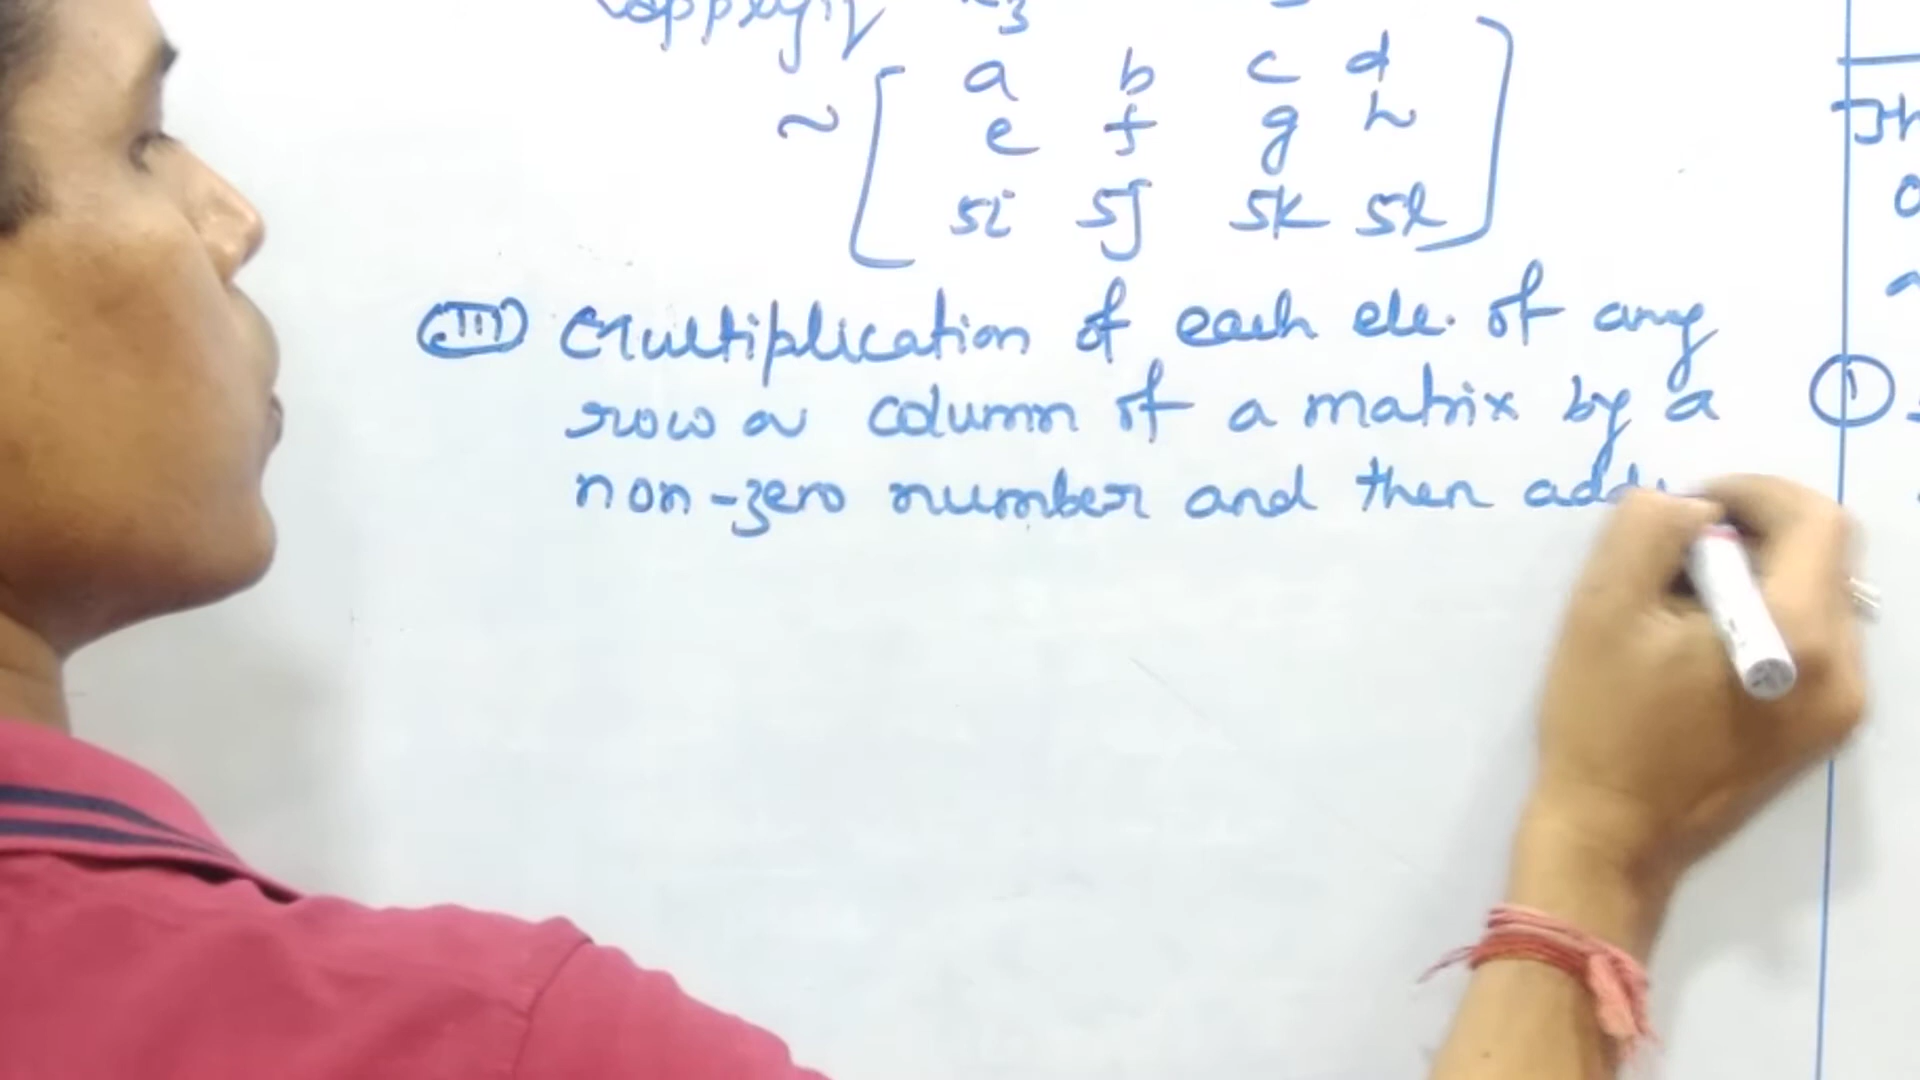 ~ [ a b c d
e f g h
5i 5j 5k 5l ]
(III) Multiplication of each ele. of any
row or column of a matrix by a
non-zero number and then add
1